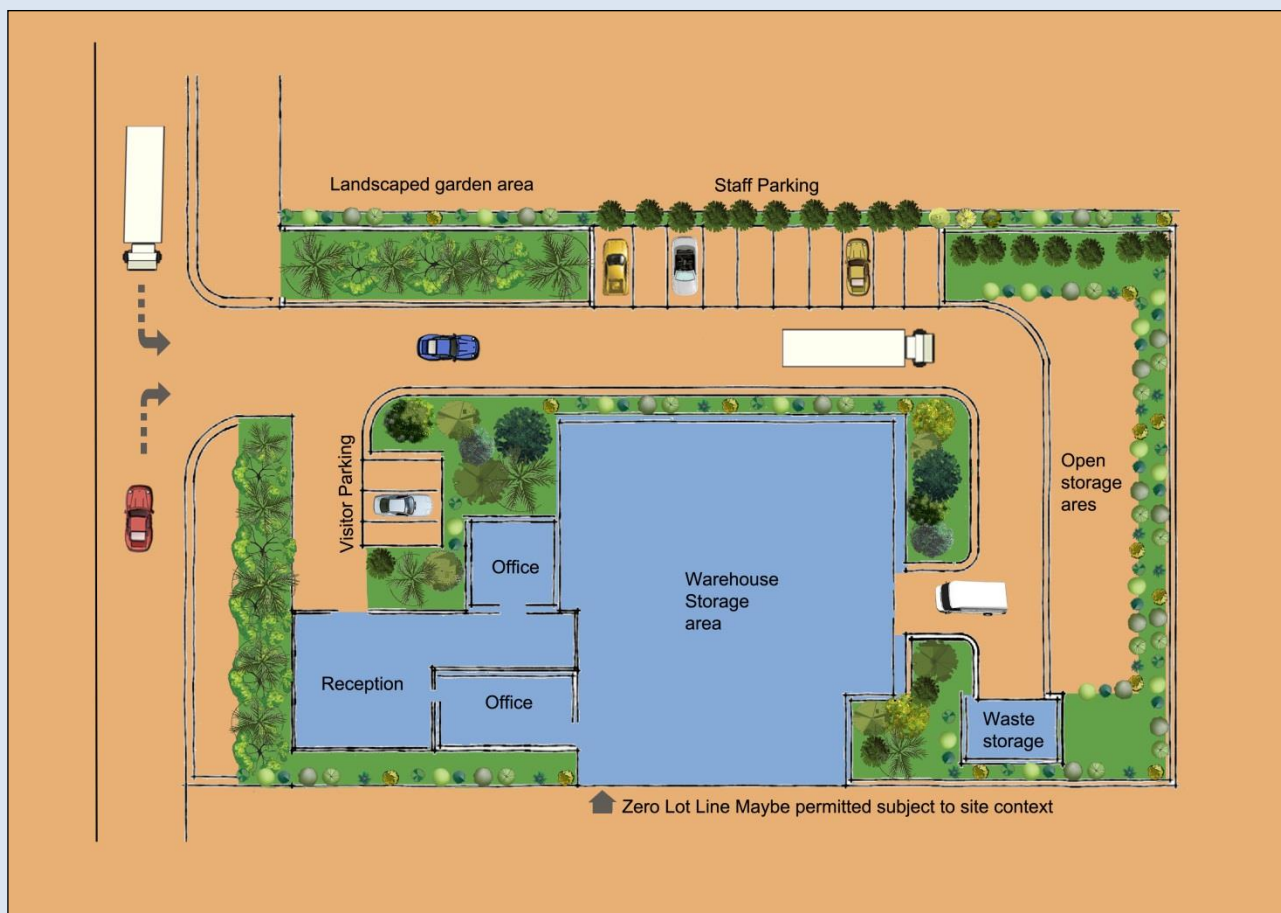 Landscaped garden area
Staff Parking
Visitor Parking
Open
storage
ares
Office
Warehouse
Storage
area
Reception
Office
Waste
storage
Zero Lot Line Maybe permitted subject to site context